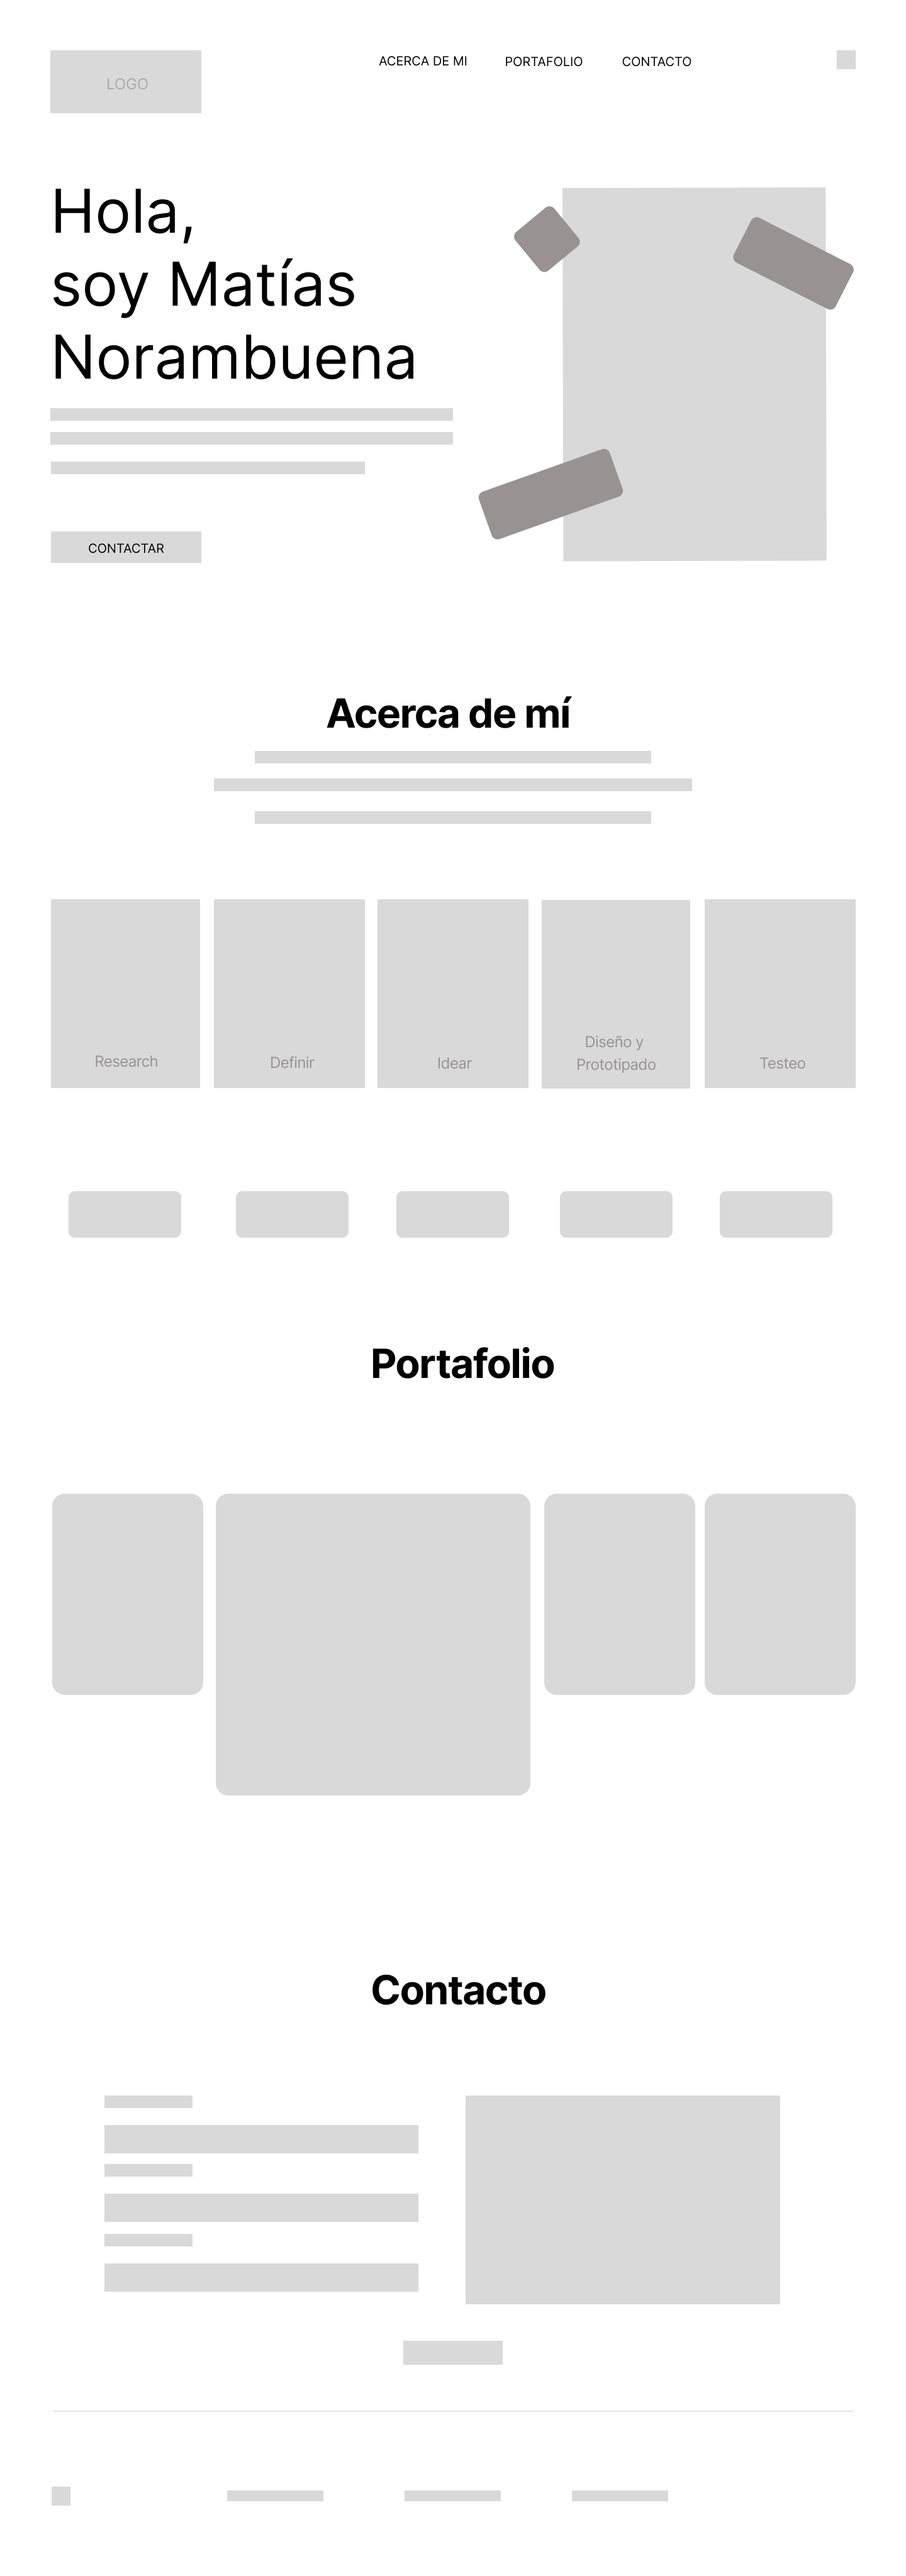 LOGO
ACERCA DE MI
PORTAFOLIO
CONTACTO
Hola,
soy Matías
Norambuena
CONTACTAR
Acerca de mí
Research
Definir
Idear
Diseño y
Prototipado
Testeo
Portafolio
Contacto